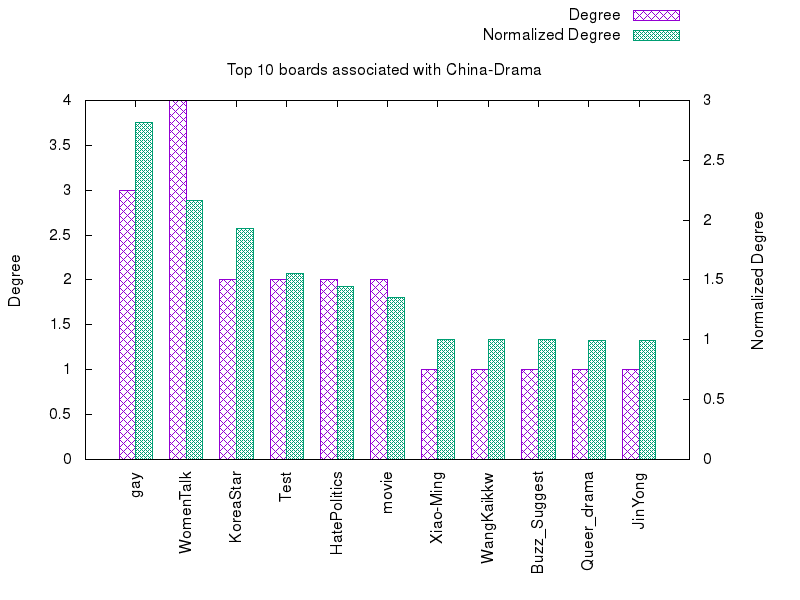 Degree
Normalized Degree
Top 10 boards associated with China-Drama
4
3.5
3
2.5
2
1.5
1
0.5
0
3
2.5
2
1.5
1
0.5
0
Degree
Normalized Degree
gay
WomenTalk
KoreaStar
Test
HatePolitics
movie
Xiao-Ming
WangKaikkw
Buzz_Suggest
Queer_drama
JinYong